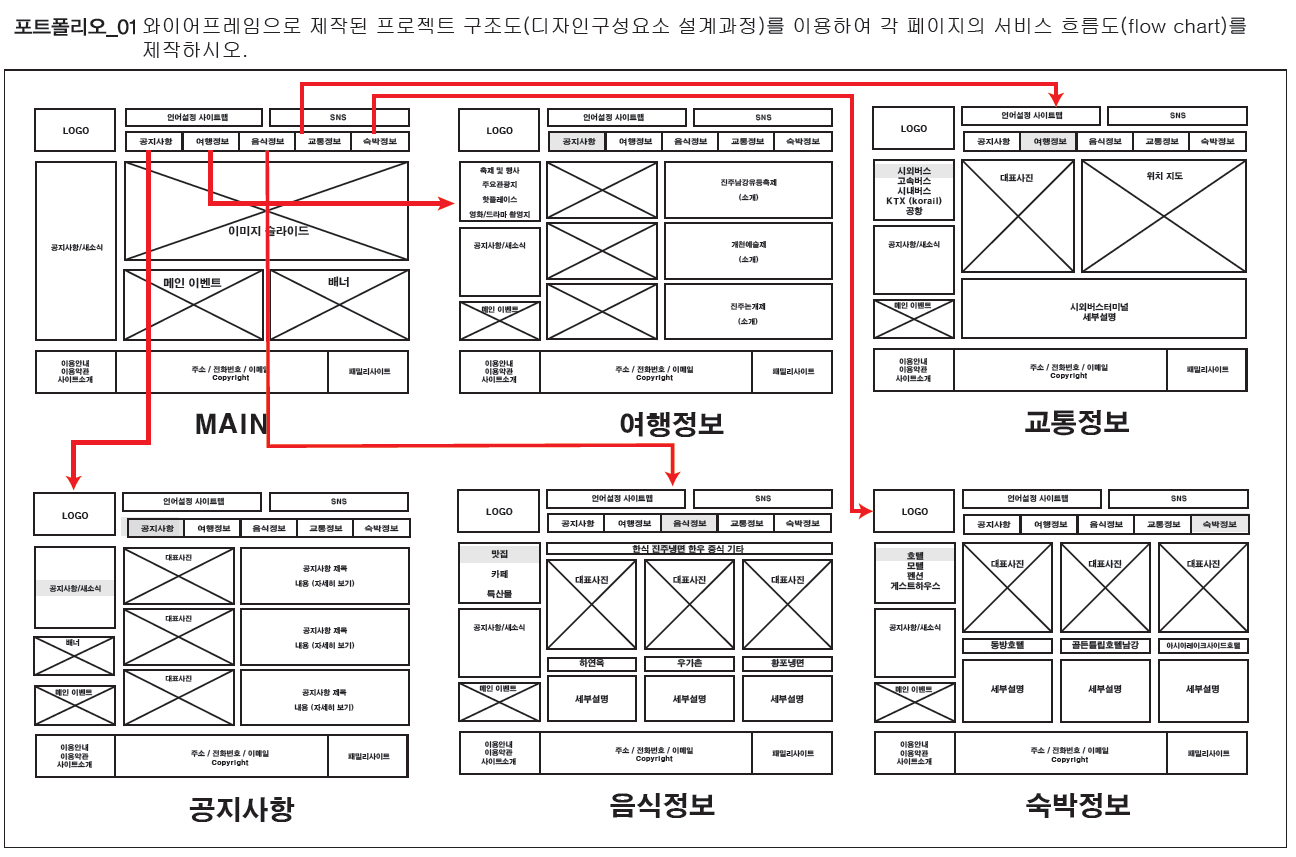 포트폴리오_01 와이어프레임으로 제작된 프로젝트 구조도(디자인구성요소 설계과정)를 이용하여 각 페이지의 서비스 흐름도(flow chart)를
제작하시오.
LOGO
언어설정 사이트맵
SNS
공지사항
여행정보
음식정보
교통정보
숙박정보
공지사항/새소식
이미지 슬라이드
메인 이벤트
배너
이용안내
이용약관
사이트소개
주소 / 전화번호 / 이메일
Copyright
패밀리사이트
MAIN
LOGO
언어설정 사이트맵
SNS
공지사항
여행정보
음식정보
교통정보
숙박정보
축제 및 행사
주요관광지
핫플레이스
영화/드라마 촬영지
공지사항/새소식
메인 이벤트
진주남강유등축제
(소개)
개천예술제
(소개)
진주논개제
(소개)
이용안내
이용약관
사이트소개
주소 / 전화번호 / 이메일
Copyright
패밀리사이트
여행정보
LOGO
언어설정 사이트맵
SNS
공지사항
여행정보
음식정보
교통정보
숙박정보
시외버스
고속버스
시내버스
KTX (korail)
공항
공지사항/새소식
메인 이벤트
대표사진
위치 지도
시외버스터미널
세부설명
이용안내
이용약관
사이트소개
주소 / 전화번호 / 이메일
Copyright
패밀리사이트
교통정보
LOGO
언어설정 사이트맵
SNS
공지사항
여행정보
음식정보
교통정보
숙박정보
공지사항/새소식
배너
메인 이벤트
대표사진
공지사항 제목
내용 (자세히 보기)
대표사진
공지사항 제목
내용 (자세히 보기)
대표사진
공지사항 제목
내용 (자세히 보기)
이용안내
이용약관
사이트소개
주소 / 전화번호 / 이메일
Copyright
패밀리사이트
공지사항
LOGO
언어설정 사이트맵
SNS
공지사항
여행정보
음식정보
교통정보
숙박정보
맛집
카페
특산물
공지사항/새소식
메인 이벤트
한식 진주냉면 한우 중식 기타
대표사진
대표사진
대표사진
하연옥
우가촌
황포냉면
세부설명
세부설명
세부설명
이용안내
이용약관
사이트소개
주소 / 전화번호 / 이메일
Copyright
패밀리사이트
음식정보
LOGO
언어설정 사이트맵
SNS
공지사항
여행정보
음식정보
교통정보
숙박정보
호텔
모텔
펜션
게스트하우스
공지사항/새소식
메인 이벤트
대표사진
대표사진
대표사진
동방호텔
골든튤립호텔남강
아시아레이크사이드호텔
세부설명
세부설명
세부설명
이용안내
이용약관
사이트소개
주소 / 전화번호 / 이메일
Copyright
패밀리사이트
숙박정보